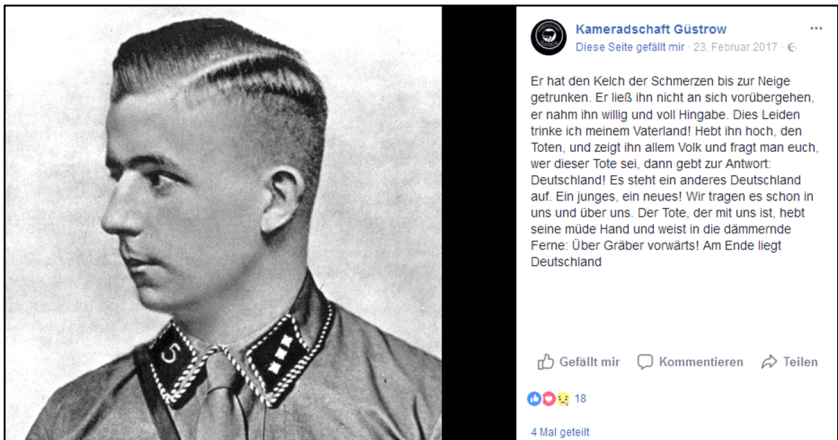 Kameradschaft Güstrow
Diese Seite gefällt mir · 23. Februar 2017 ·
Er hat den Kelch der Schmerzen bis zur Neige
getrunken. Er ließ ihn nicht an sich vorübergehen,
er nahm ihn willig und voll Hingabe. Dies Leiden
trinke ich meinem Vaterland! Hebt ihn hoch, den
Toten, und zeigt ihn allem Volk und fragt man euch,
wer dieser Tote sei, dann gebt zur Antwort:
Deutschland! Es steht ein anderes Deutschland
auf. Ein junges, ein neues! Wir tragen es schon in
uns und über uns. Der Tote, der mit uns ist, hebt
seine müde Hand und weist in die dämmernde
Ferne: Über Gräber vorwärts! Am Ende liegt
Deutschland
Gefällt mir Kommentieren Teilen
18
4 Mal geteilt
5